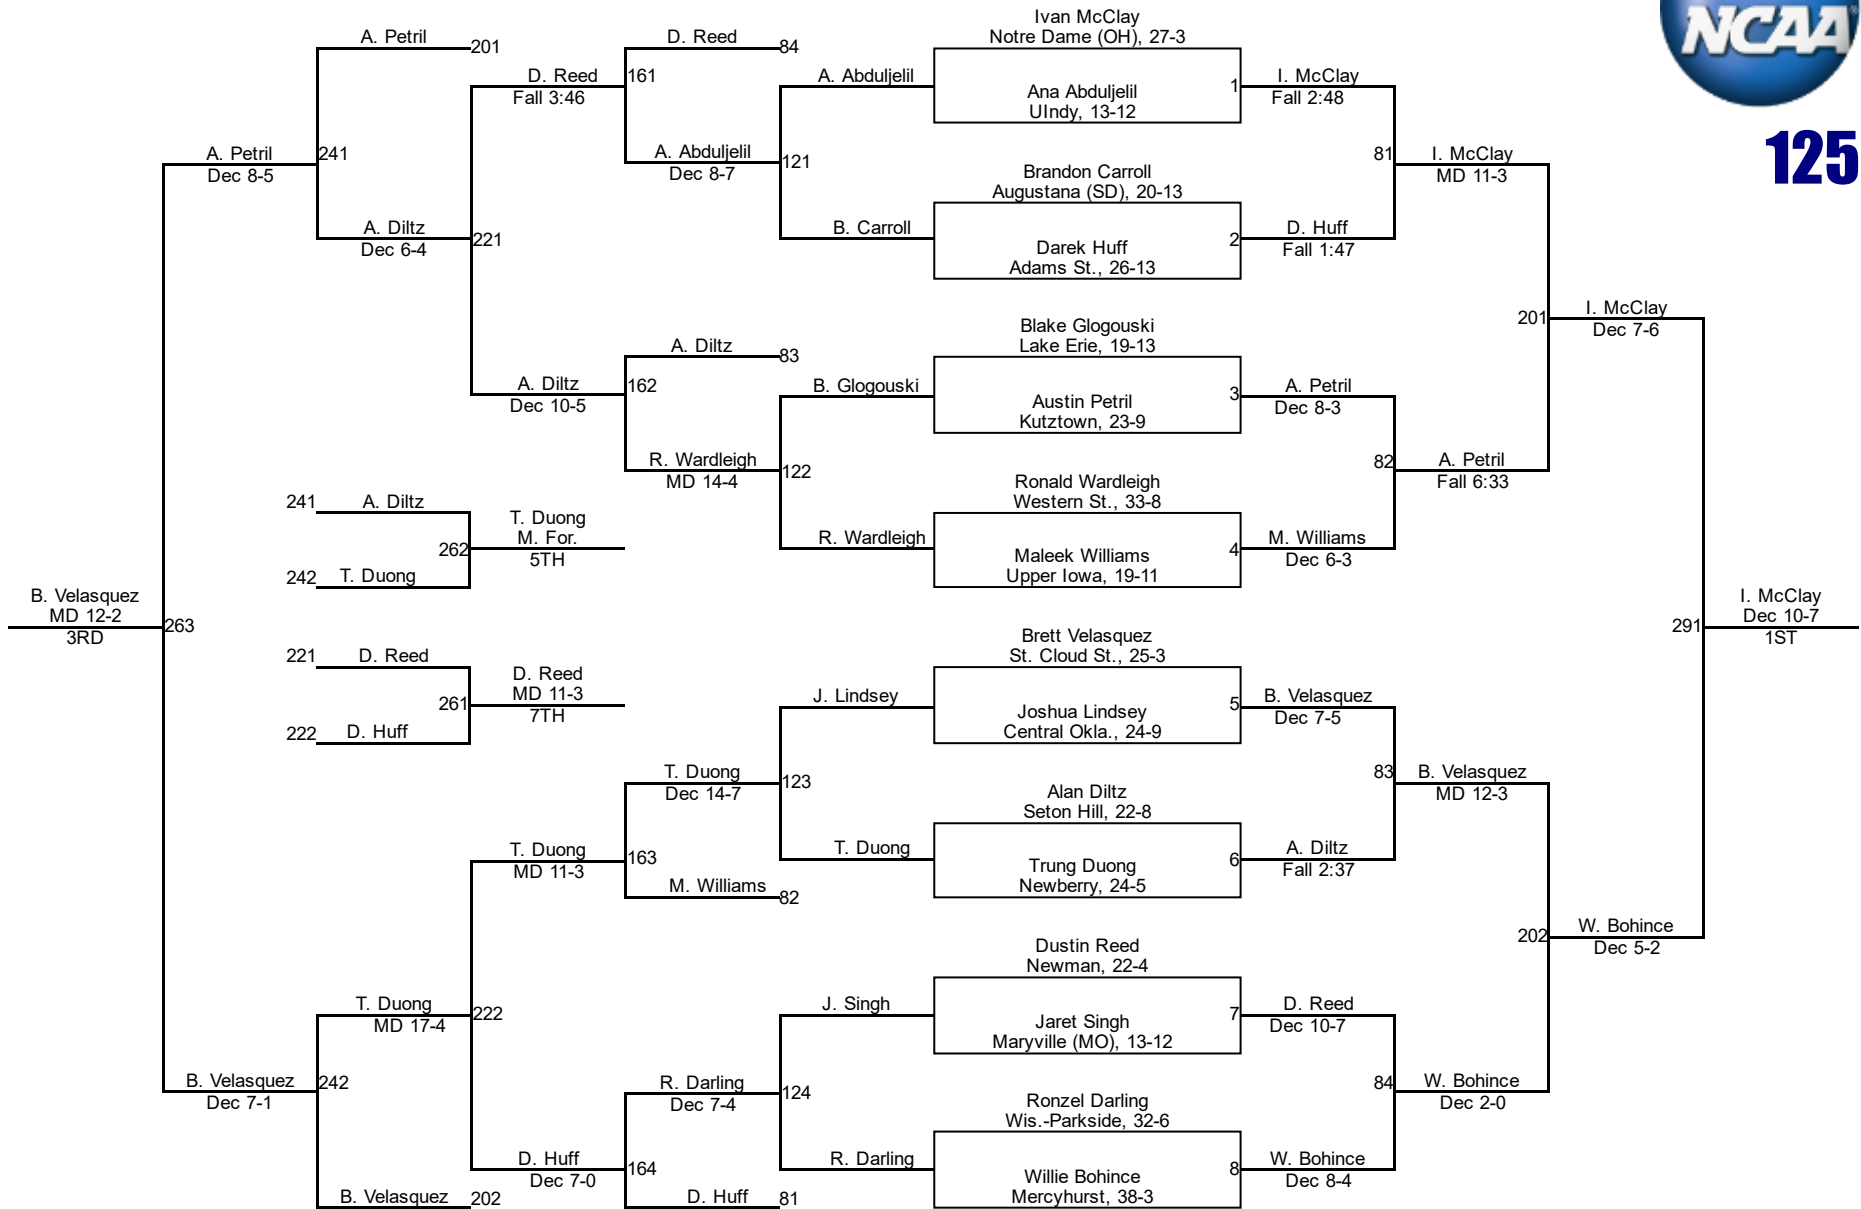 NCAA
125
A. Petril
201
A. Petril
Dec 8-5
241
A. Diltz
Dec 6-4
D. Reed
Fall 3:46
221
A. Diltz
Dec 10-5
D. Reed
84
161
A. Abduljelil
Dec 8-7
A. Abduljelil
121
B. Carroll
A. Diltz
83
162
R. Wardleigh
MD 14-4
B. Glogouski
122
R. Wardleigh
241
A. Diltz
262
242
T. Duong
T. Duong
M. For.
5TH
B. Velasquez
MD 12-2
3RD
263
221
D. Reed
261
222
D. Huff
D. Reed
MD 11-3
7TH
J. Lindsey
T. Duong
Dec 14-7
123
T. Duong
T. Duong
MD 11-3
163
M. Williams
82
T. Duong
MD 17-4
222
J. Singh
B. Velasquez
Dec 7-1
242
R. Darling
Dec 7-4
124
R. Darling
D. Huff
Dec 7-0
164
D. Huff
81
B. Velasquez
202
Ivan McClay
Notre Dame (OH), 27-3
Ana Abduljelil
UIndy, 13-12
1
I. McClay
Fall 2:48
Brandon Carroll
Augustana (SD), 20-13
Darek Huff
Adams St., 26-13
2
D. Huff
Fall 1:47
81
I. McClay
MD 11-3
Blake Glogouski
Lake Erie, 19-13
Austin Petril
Kutztown, 23-9
3
A. Petril
Dec 8-3
Ronald Wardleigh
Western St., 33-8
Maleek Williams
Upper Iowa, 19-11
4
M. Williams
Dec 6-3
82
A. Petril
Fall 6:33
201
I. McClay
Dec 7-6
Brett Velasquez
St. Cloud St., 25-3
Joshua Lindsey
Central Okla., 24-9
5
B. Velasquez
Dec 7-5
Alan Diltz
Seton Hill, 22-8
Trung Duong
Newberry, 24-5
6
A. Diltz
Fall 2:37
83
B. Velasquez
MD 12-3
Dustin Reed
Newman, 22-4
Jaret Singh
Maryville (MO), 13-12
7
D. Reed
Dec 10-7
Ronzel Darling
Wis.-Parkside, 32-6
Willie Bohince
Mercyhurst, 38-3
8
W. Bohince
Dec 8-4
84
W. Bohince
Dec 2-0
202
W. Bohince
Dec 5-2
291
I. McClay
Dec 10-7
1ST